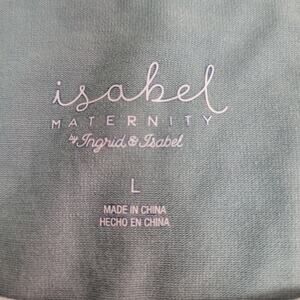 isabel
MATERNITY
by Ingrid & Isabel
L
MADE IN CHINA
HECHO EN CHINA